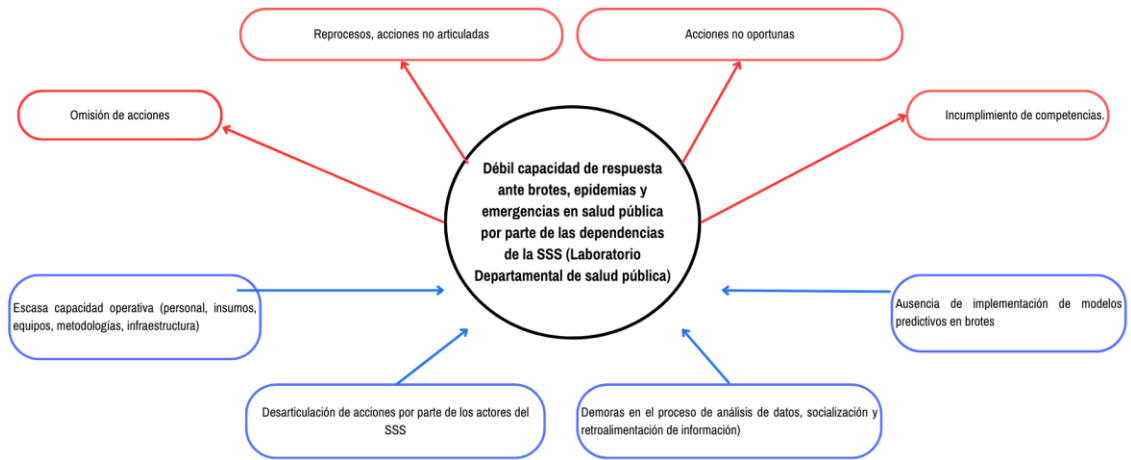 Reprocesos, acciones no articuladas
Acciones no oportunas
Omisión de acciones
Incumplimiento de competencias.
Débil capacidad de respuesta
ante brotes, epidemias y
emergencias en salud pública
por parte de las dependencias
de la SSS (Laboratorio
Departamental de salud pública)
Escasa capacidad operativa (personal, insumos,
equipos, metodologías, infraestructura)
Ausencia de implementación de modelos
predictivos en brotes
Desarticulación de acciones por parte de los actores del
SSS
Demoras en el proceso de análisis de datos, socialización y
retroalimentación de información)